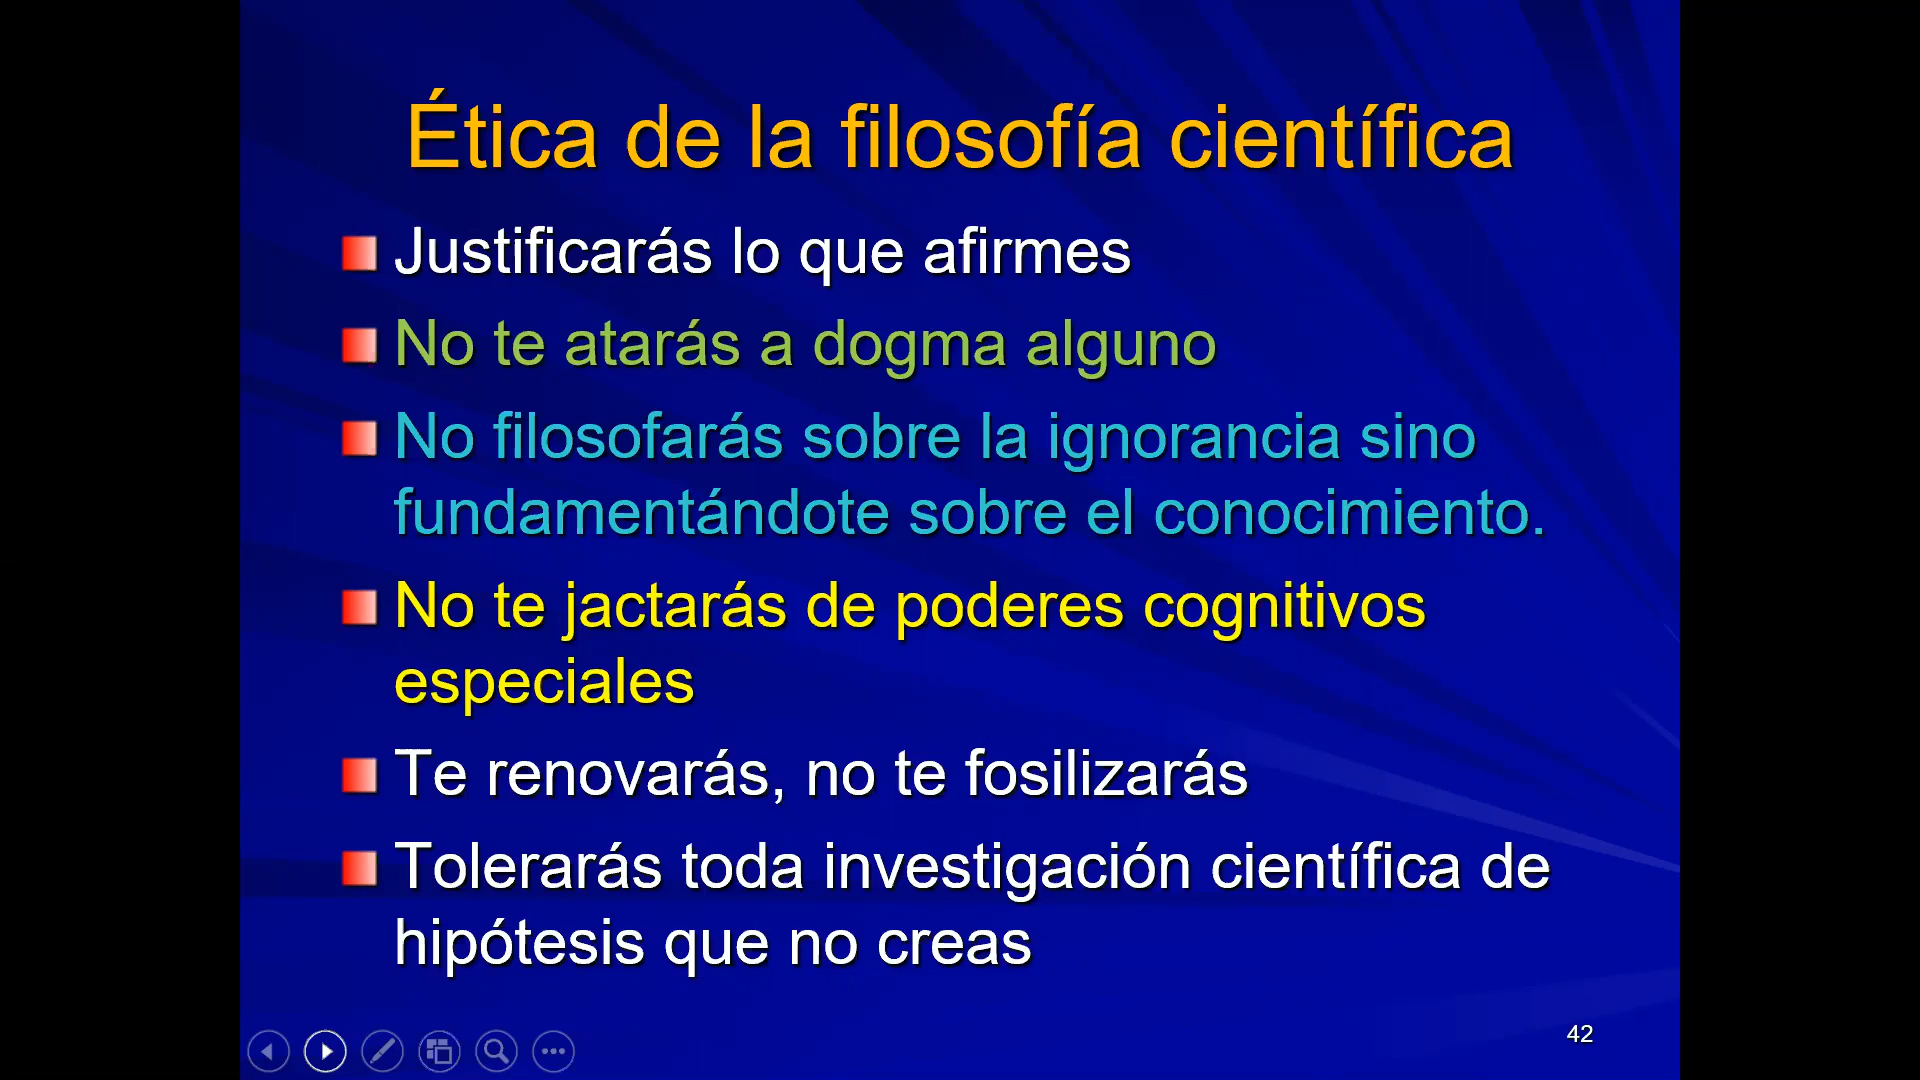 Ética de la filosofía científica
Justificarás lo que afirmes
No te atarás a dogma alguno
No filosofarás sobre la ignorancia sino
fundamentándote sobre el conocimiento.
No te jactarás de poderes cognitivos
especiales
Te renovarás, no te fosilizarás
Tolerarás toda investigación científica de
hipótesis que no creas
42